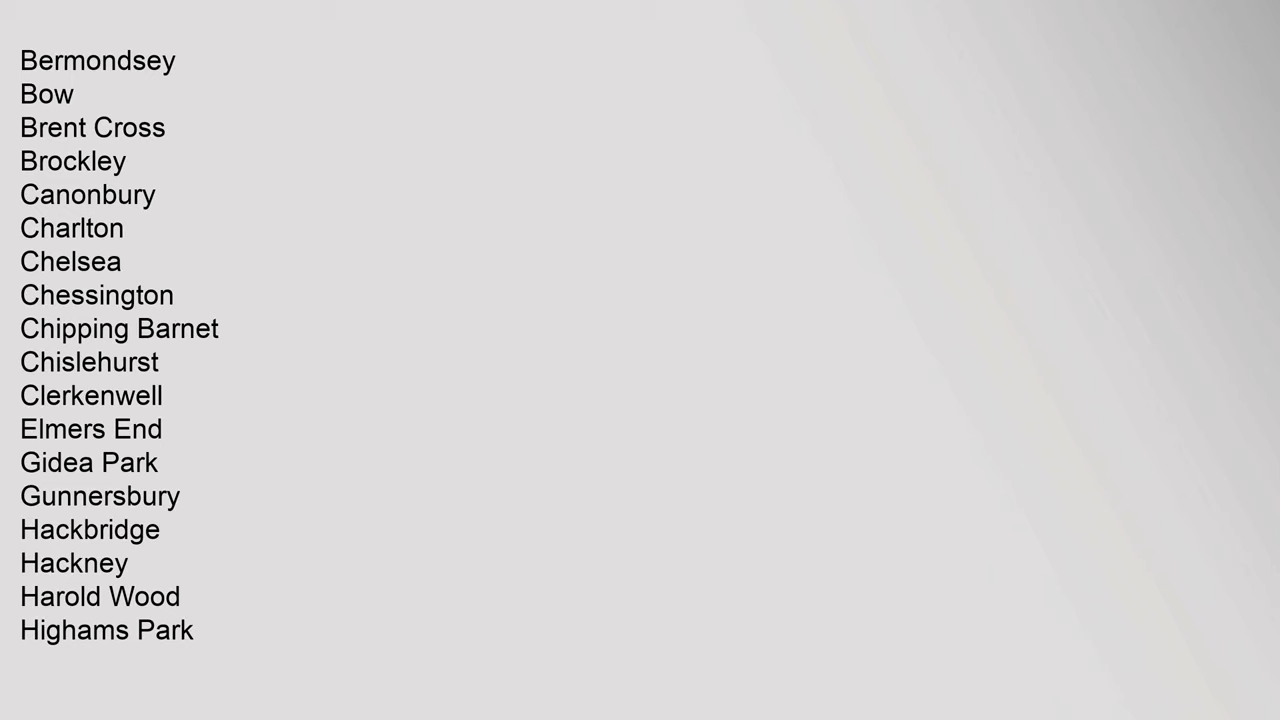 Bermondsey
Bow
Brent Cross
Brockley
Canonbury
Charlton
Chelsea
Chessington
Chipping Barnet
Chislehurst
Clerkenwell
Elmers End
Gidea Park
Gunnersbury
Hackbridge
Hackney
Harold Wood
Highams Park